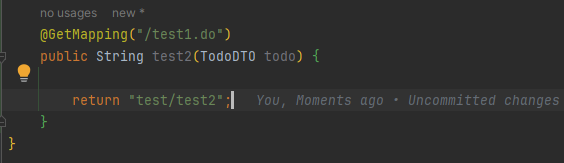 no usages   new *
@GetMapping("/test1.do")
public String test2(TodoDTO todo) {
return "test/test2";   You, Moments ago • Uncommitted changes
}
}